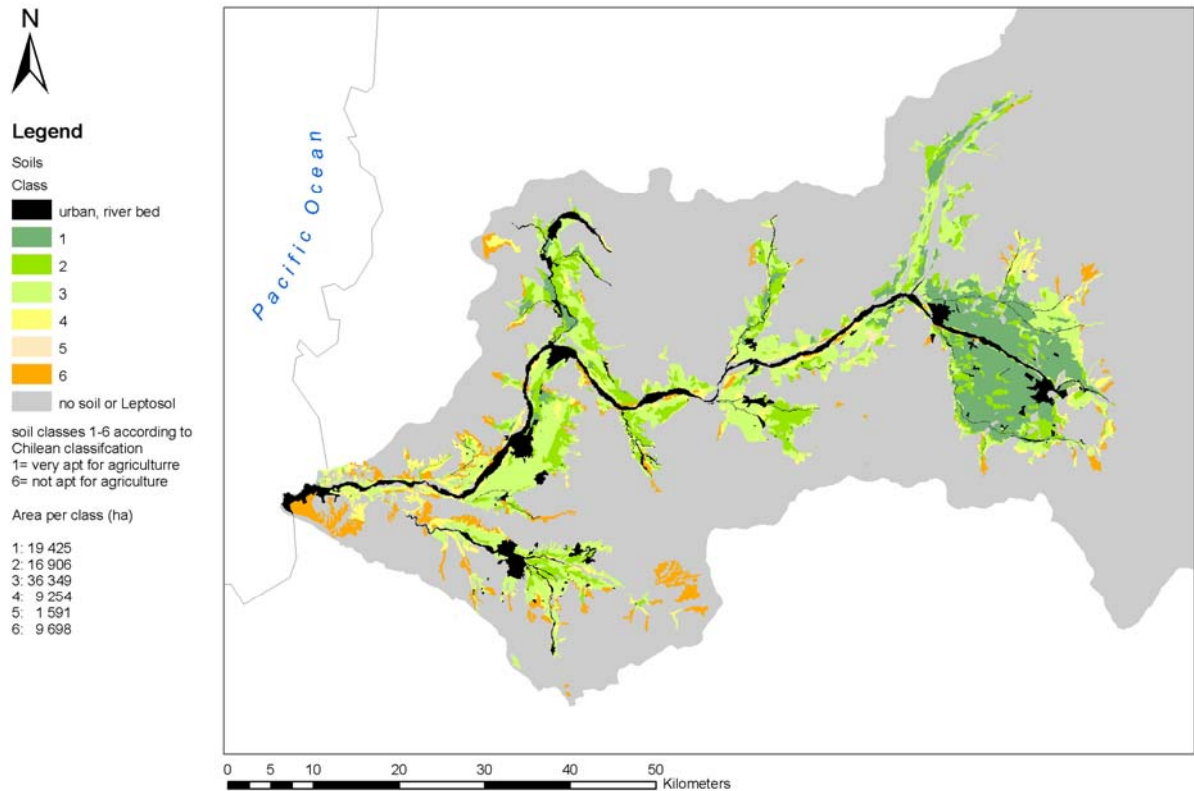 N
Legend
Soils
Class
urban, river bed
1
2
3
4
5
6
no soil or Leptosol
soil classes 1-6 according to
Chilean classifcation
1= very apt for agriculturre
6= not apt for agriculture
Area per class (ha)
1: 19 425
2: 16 906
3: 36 349
4: 9 254
5: 1 591
6: 9 698
Pacific Ocean
0 5 10 20 30 40 50
Kilometers